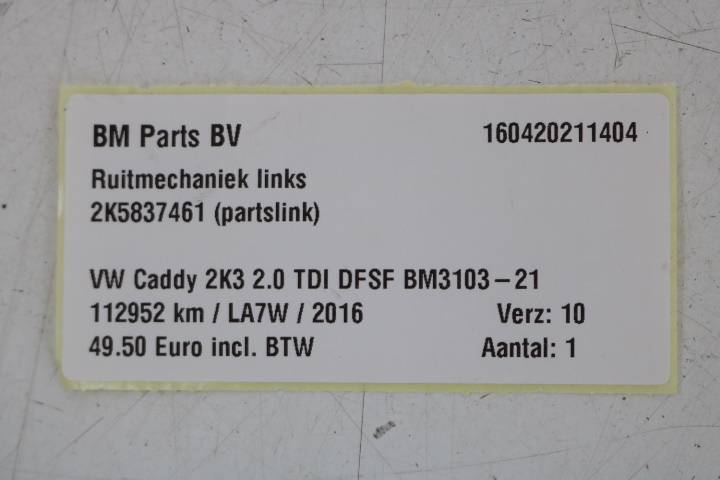 BM Parts BV 160420211404
Ruitmechaniek links
2K5837461 (partslink)
VW Caddy 2K3 2.0 TDI DFSF BM3103-21
112952 km / LA7W / 2016 Verz: 10
49.50 Euro incl. BTW Aantal: 1